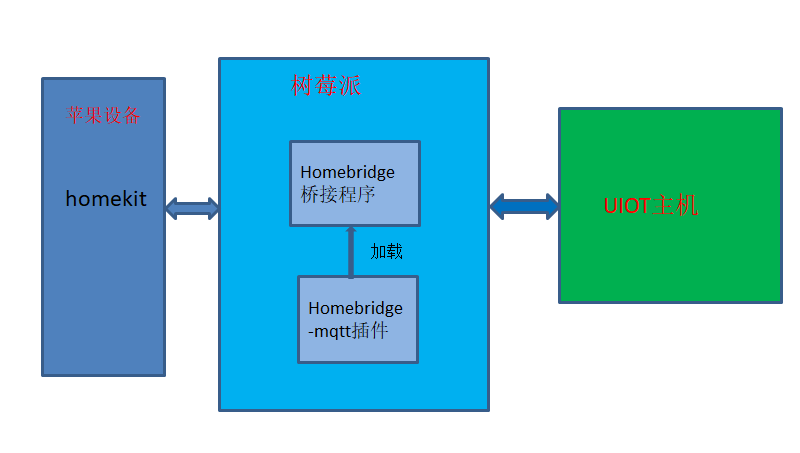 苹果设备
homekit
树莓派
Homebridge
桥接程序
加载
Homebridge
-mqtt插件
UIOT主机